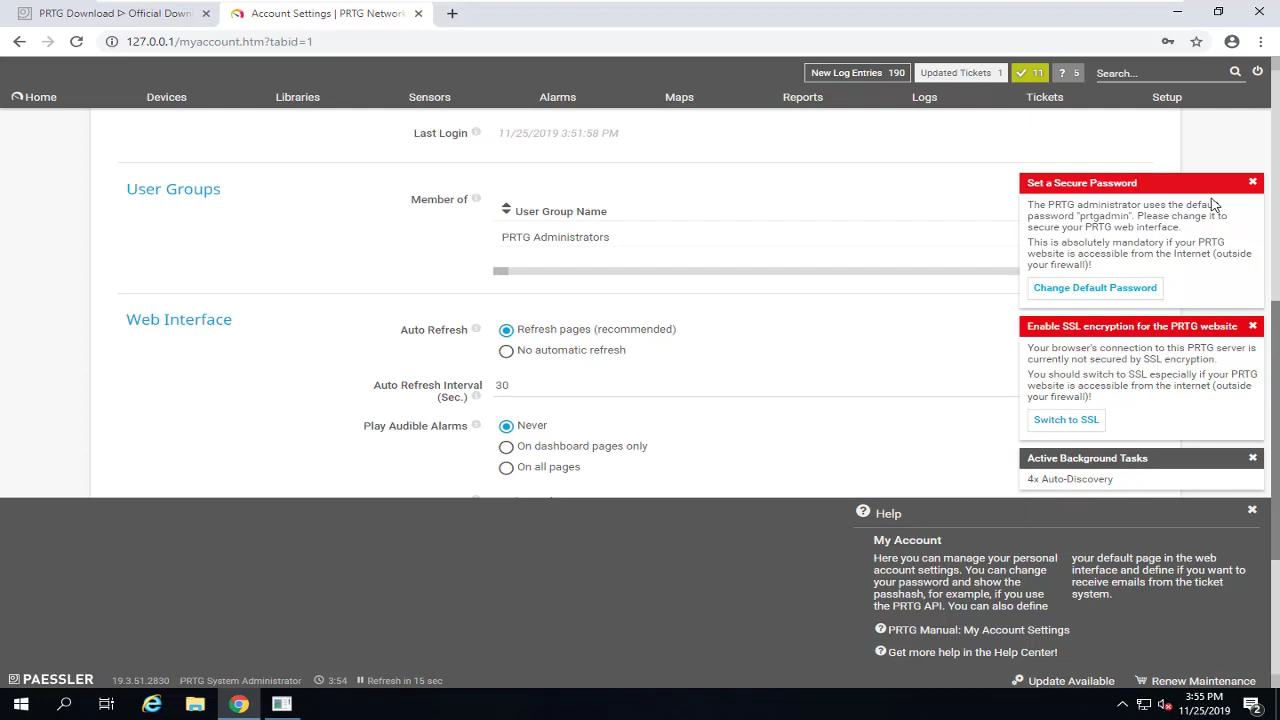 PRTG Download ᐅ Official Down
Account Settings | PRTG Network
127.0.0.1/myaccount.htm?tabid=1
New Log Entries 190
Updated Tickets 1
11
? 5
Search...
Home
Devices
Libraries
Sensors
Alarms
Maps
Reports
Logs
Tickets
Setup
Last Login
11/25/2019 3:51:58 PM
User Groups
Member of
User Group Name
PRTG Administrators
Web Interface
Auto Refresh
Refresh pages (recommended)
No automatic refresh
Auto Refresh Interval
(Sec.)
30
Play Audible Alarms
Never
On dashboard pages only
On all pages
Set a Secure Password
The PRTG administrator uses the default
password "prtgadmin". Please change it to
secure your PRTG web interface.
This is absolutely mandatory if your PRTG
website is accessible from the Internet (outside
your firewall)!
Change Default Password
Enable SSL encryption for the PRTG website
Your browser's connection to this PRTG server is
currently not secured by SSL encryption.
You should switch to SSL especially if your PRTG
website is accessible from the internet (outside
your firewall)!
Switch to SSL
Active Background Tasks
4x Auto-Discovery
Help
My Account
Here you can manage your personal
account settings. You can change
your password and show the
passhash, for example, if you use
the PRTG API. You can also define
your default page in the web
interface and define if you want to
receive emails from the ticket
system.
PRTG Manual: My Account Settings
Get more help in the Help Center!
PAESSLER
19.3.51.2830
PRTG System Administrator
3:54
Refresh in 15 sec
Update Available
Renew Maintenance
3:55 PM
11/25/2019
2